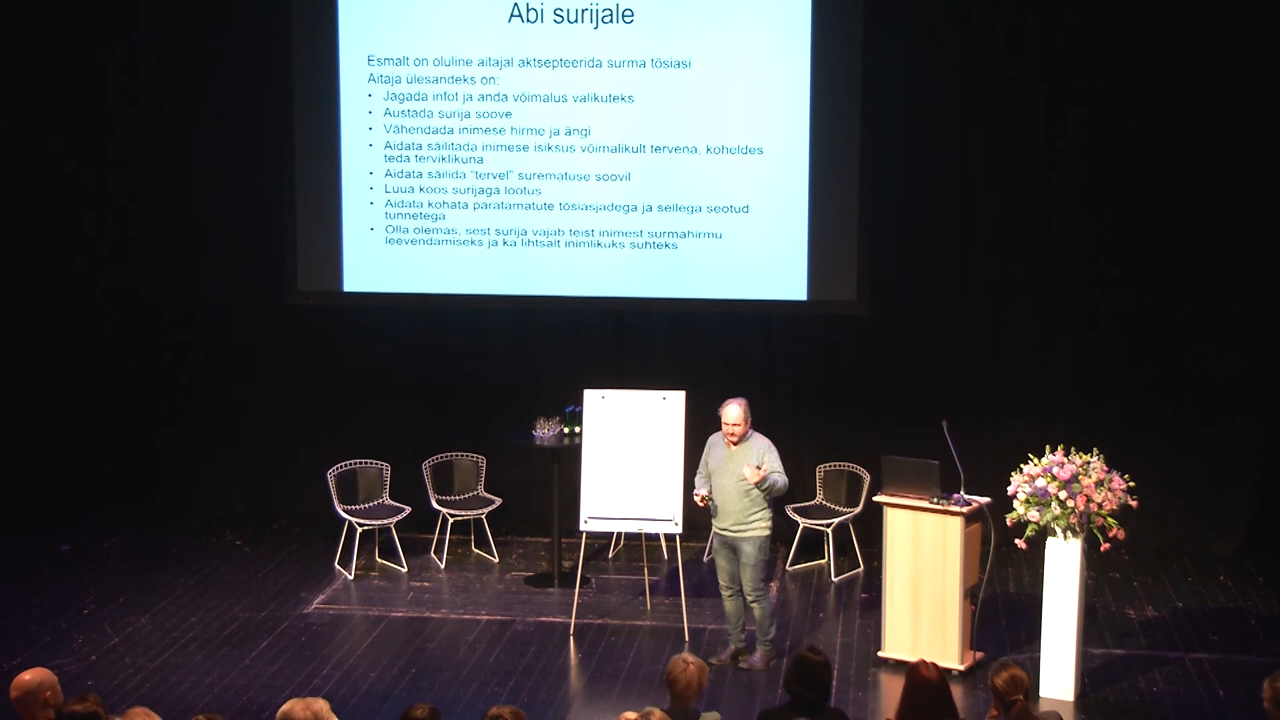 Abi surijale
Esmalt on oluline aitajal aktsepteerida surma tõsiasi
Aitaja ülesandeks on:
• Jagada infot ja anda võimalus valikuteks
• Austada surija soove
• Vähendada inimese hirme ja ängi
• Aidata säilitada inimese isiksus võimalikult tervena, koheldes
teda terviklikuna
• Aidata säilida "tervel" surematuse soovil
• Luua koos surijaga lootus
• Aidata kohata paratamatute tõsiasjadega ja sellega seotud
tunnetega
• Olla olemas, sest surija vajab teist inimest surmahirmu
leevendamiseks ja ka lihtsalt inimlikuks suhteks